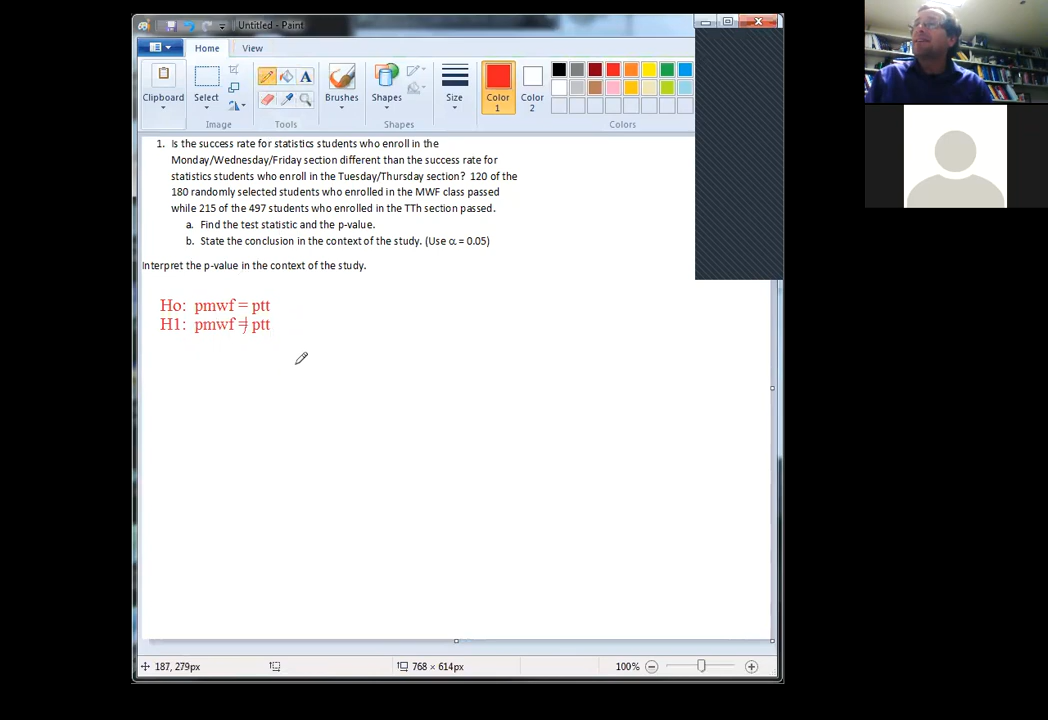 Untitled - Paint
Home
View
Clipboard
Select
Image
A
Tools
Brushes
Shapes
Shapes
Size
Color 1
Color 2
Colors
1. Is the success rate for statistics students who enroll in the
Monday/Wednesday/Friday section different than the success rate for
statistics students who enroll in the Tuesday/Thursday section? 120 of the
180 randomly selected students who enrolled in the MWF class passed
while 215 of the 497 students who enrolled in the TTh section passed.
a. Find the test statistic and the p-value.
b. State the conclusion in the context of the study. (Use α = 0.05)
Interpret the p-value in the context of the study.
Ho: pmwf = ptt
H1: pmwf ≠ ptt
187, 279px
768 × 614px
100%